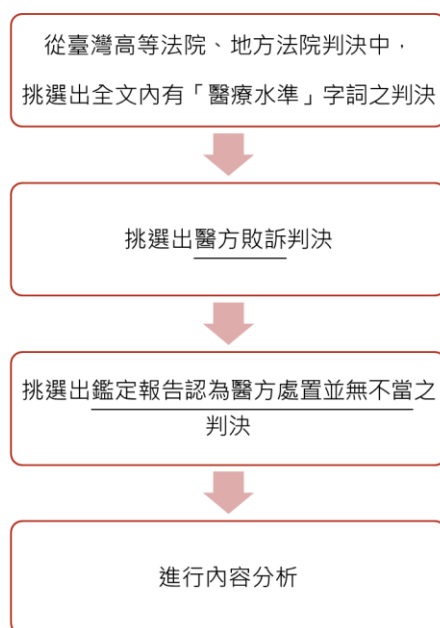 從臺灣高等法院、地方法院判決中，
挑選出全文內有「醫療水準」字詞之判決
挑選出醫方敗訴判決
挑選出鑑定報告認為醫方處置並無不當之
判決
進行內容分析